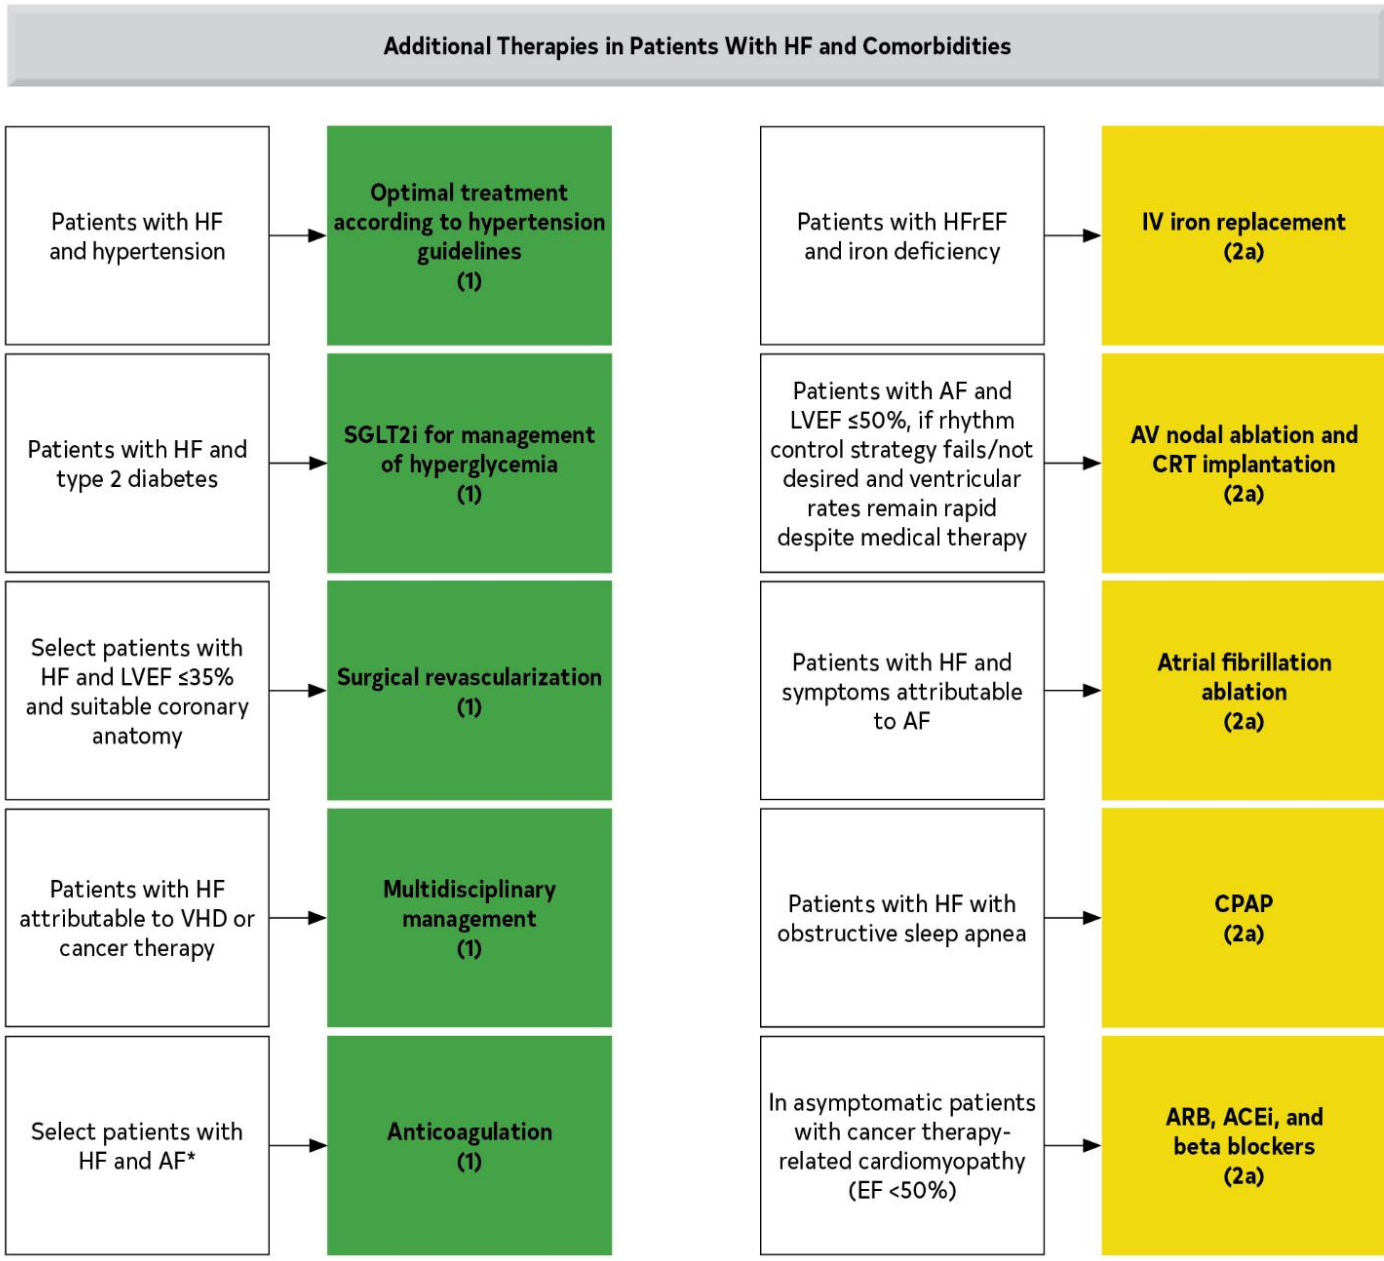 Additional Therapies in Patients With HF and Comorbidities
Patients with HF
and hypertension
Optimal treatment
according to hypertension
guidelines
(1)
Patients with HF and
type 2 diabetes
SGLT2i for management
of hyperglycemia
(1)
Select patients with
HF and LVEF ≤35%
and suitable coronary
anatomy
Surgical revascularization
(1)
Patients with HF
attributable to VHD or
cancer therapy
Multidisciplinary
management
(1)
Select patients with
HF and AF*
Anticoagulation
(1)
Patients with HFrEF
and iron deficiency
IV iron replacement
(2a)
Patients with AF and
LVEF ≤50%, if rhythm
control strategy fails/not
desired and ventricular
rates remain rapid
despite medical therapy
AV nodal ablation and
CRT implantation
(2a)
Patients with HF and
symptoms attributable
to AF
Atrial fibrillation
ablation
(2a)
Patients with HF with
obstructive sleep apnea
CPAP
(2a)
In asymptomatic patients
with cancer therapy-
related cardiomyopathy
(EF <50%)
ARB, ACEi, and
beta blockers
(2a)